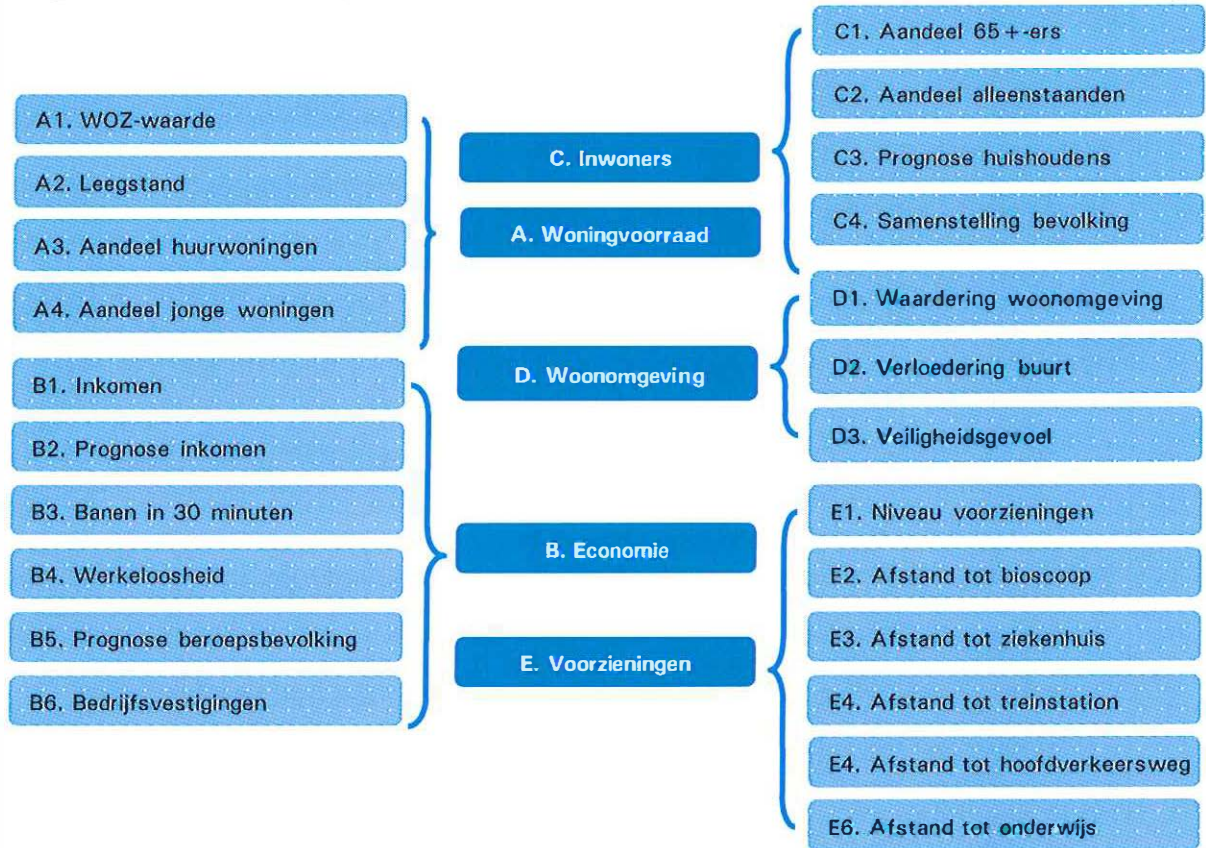 A1. WOZ-waarde
A2. Leegstand
A3. Aandeel huurwoningen
A4. Aandeel jonge woningen
B1. Inkomen
B2. Prognose inkomen
B3. Banen in 30 minuten
B4. Werkeloosheid
B5. Prognose beroepsbevolking
B6. Bedrijfsvestigingen
C. Inwoners
A. Woningvoorraad
D. Woonomgeving
B. Economie
E. Voorzieningen
C1. Aandeel 65+-ers
C2. Aandeel alleenstaanden
C3. Prognose huishoudens
C4. Samenstelling bevolking
D1. Waardering woonomgeving
D2. Verloedering buurt
D3. Veiligheidsgevoel
E1. Niveau voorzieningen
E2. Afstand tot bioscoop
E3. Afstand tot ziekenhuis
E4. Afstand tot treinstation
E4. Afstand tot hoofdverkeersweg
E6. Afstand tot onderwijs